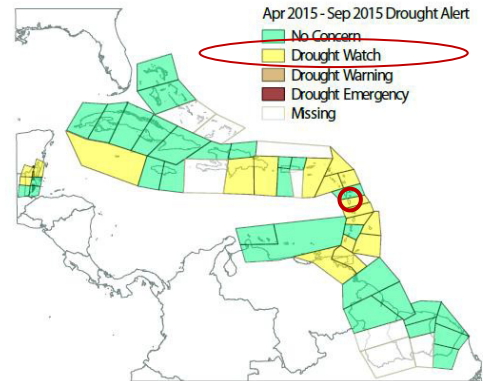 Apr 2015 - Sep 2015 Drought Alert
No Concern
Drought Watch
Drought Warning
Drought Emergency
Missing